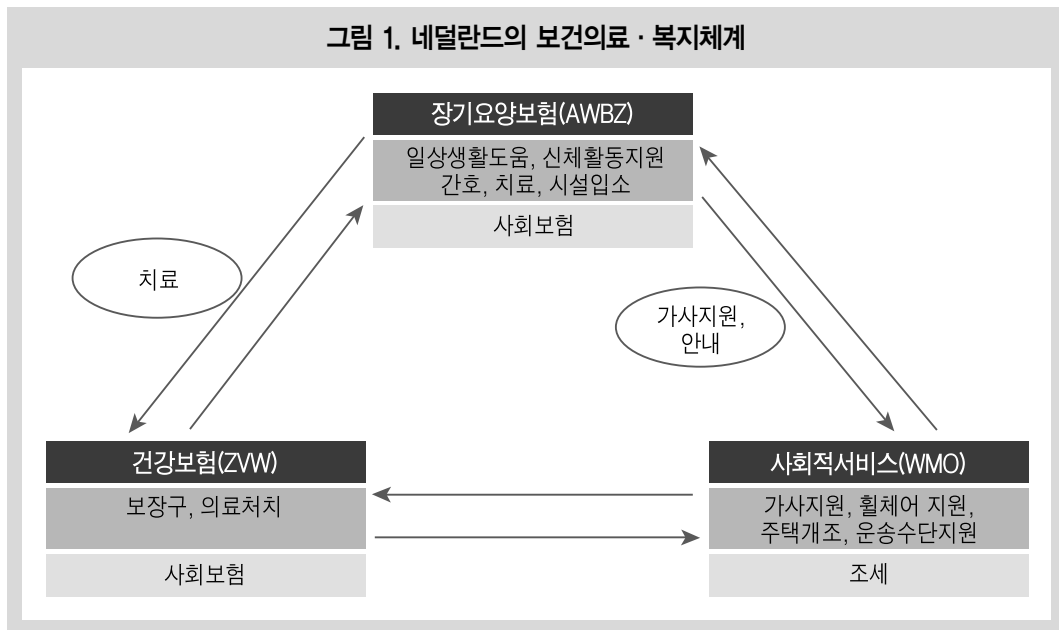 그림 1. 네덜란드의 보건의료 · 복지체계
장기요양보험(AWBZ)
일상생활도움, 신체활동지원
간호, 치료, 시설입소
사회보험
치료
가사지원,
안내
건강보험(ZVW)
보장구, 의료처치
사회보험
사회적서비스(WMO)
가사지원, 휠체어 지원,
주택개조, 운송수단지원
조세